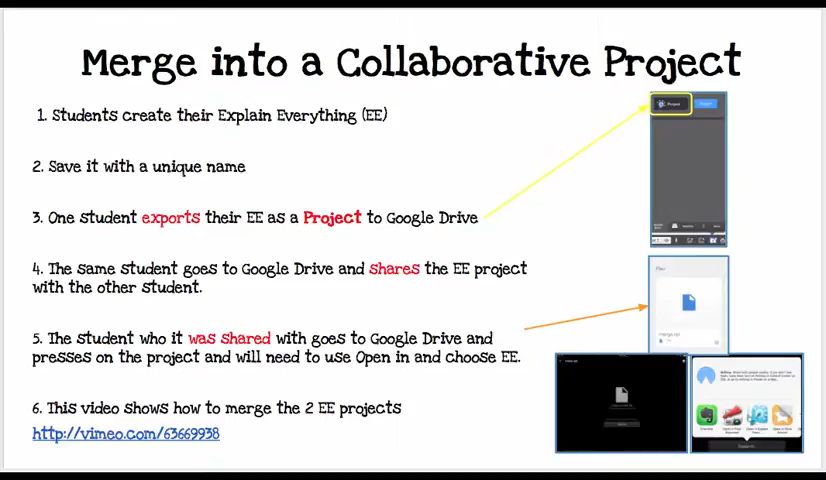 Merge into a Collaborative Project
1. Students create their Explain Everything (EE)
2. Save it with a unique name
3. One student exports their EE as a Project to Google Drive
4. The same student goes to Google Drive and shares the EE project
with the other student.
5. The student who it was shared with goes to Google Drive and
presses on the project and will need to use Open in and choose EE.
6. This video shows how to merge the 2 EE projects
http://vimeo.com/63669938
Project